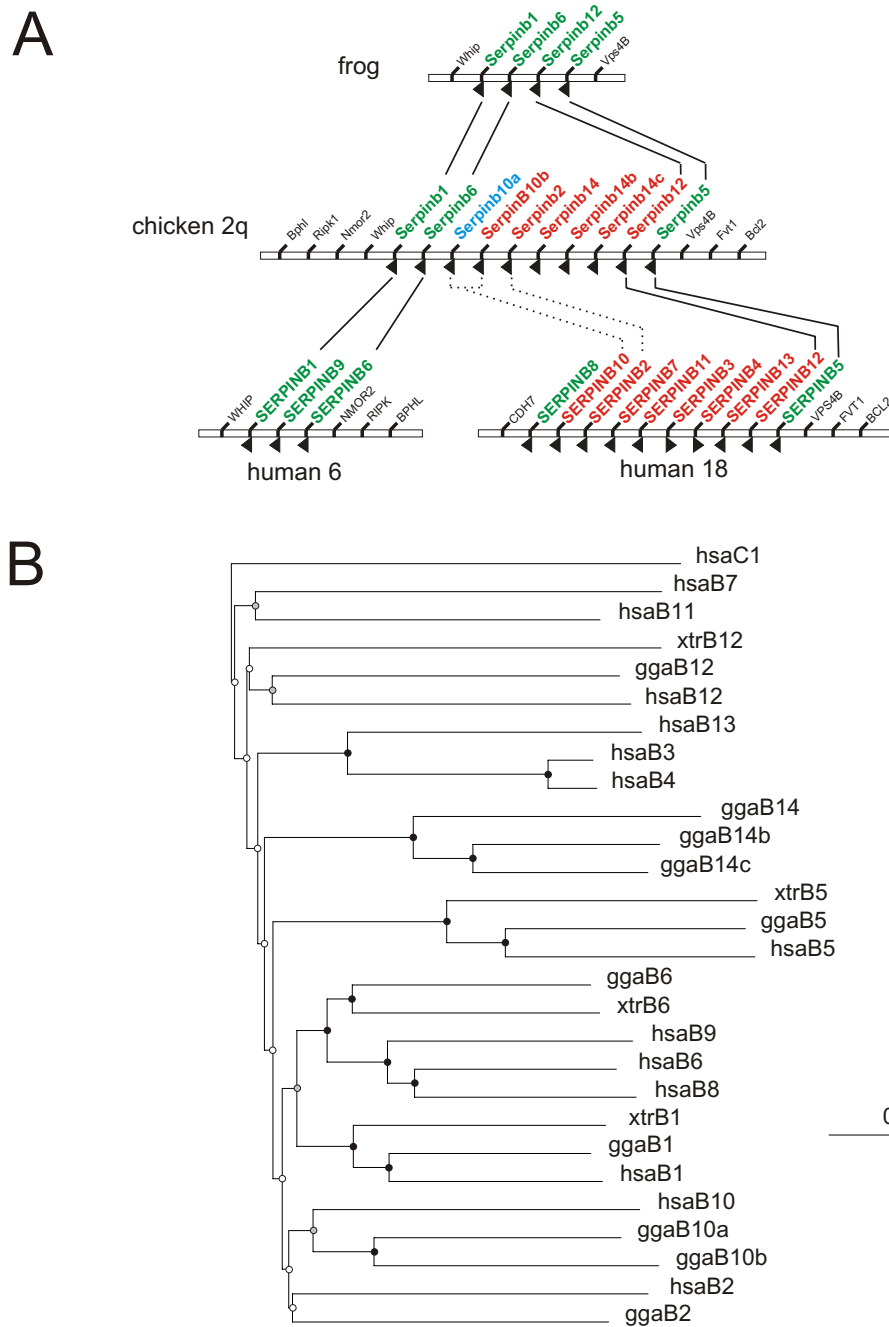 A
frog
Whip
Serpinb1
Serpinb6
Serpinb12
Serpinb5
Vps4B
chicken 2q
Bphl
Ripk1
Nmor2
Whip
Serpinb1
Serpinb6
Serpinb10a
SerpinB10b
Serpinb2
Serpinb14
Serpinb14b
Serpinb14c
Serpinb12
Serpinb5
Vps4B
Fvt1
Bcl2
WHIP
SERPINB1
SERPINB9
SERPINB6
NMOR2
RIPK
BPHL
human 6
CDH7
SERPINB8
SERPINB10
SERPINB2
SERPINB7
SERPINB11
SERPINB3
SERPINB4
SERPINB13
SERPINB12
SERPINB5
VPS4B
FVT1
BCL2
human 18
B
hsaC1
hsaB7
hsaB11
xtrB12
ggaB12
hsaB12
hsaB13
hsaB3
hsaB4
ggaB14
ggaB14b
ggaB14c
xtrB5
ggaB5
hsaB5
ggaB6
xtrB6
hsaB9
hsaB6
hsaB8
xtrB1
ggaB1
hsaB1
hsaB10
ggaB10a
ggaB10b
hsaB2
ggaB2